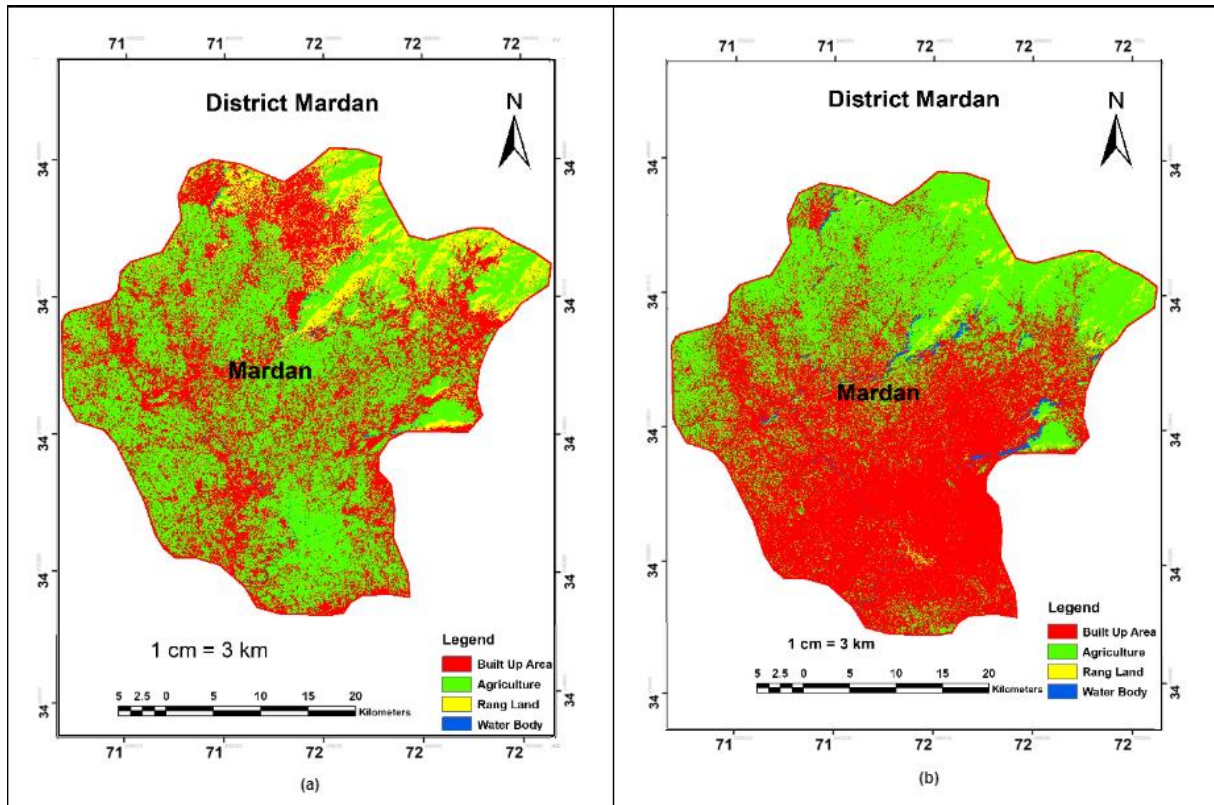 71 71 72 72 72
District Mardan
N
34 34
34 34
Mardan
34 34
34 34
1 cm = 3 km
Legend
Built Up Area
Agriculture
Rang Land
Water Body
5 2.5 0 5 10 15 20
Kilometers
34 34
71 71 72 72 72
(a)
71 71 72 72 72
District Mardan
N
34 34
34 34
Mardan
34 34
34 34
1 cm = 3 km
Legend
Built Up Area
Agriculture
Rang Land
Water Body
5 2.5 0 5 10 15 20
Kilometers
34 34
71 71 72 72 72
(b)